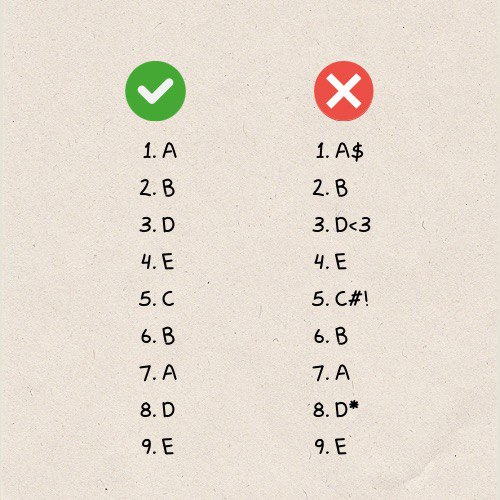 1. A
2. B
3. D
4. E
5. C
6. B
7. A
8. D
9. E
1. A$
2. B
3. D<3
4. E
5. C#!
6. B
7. A
8. D*
9. E